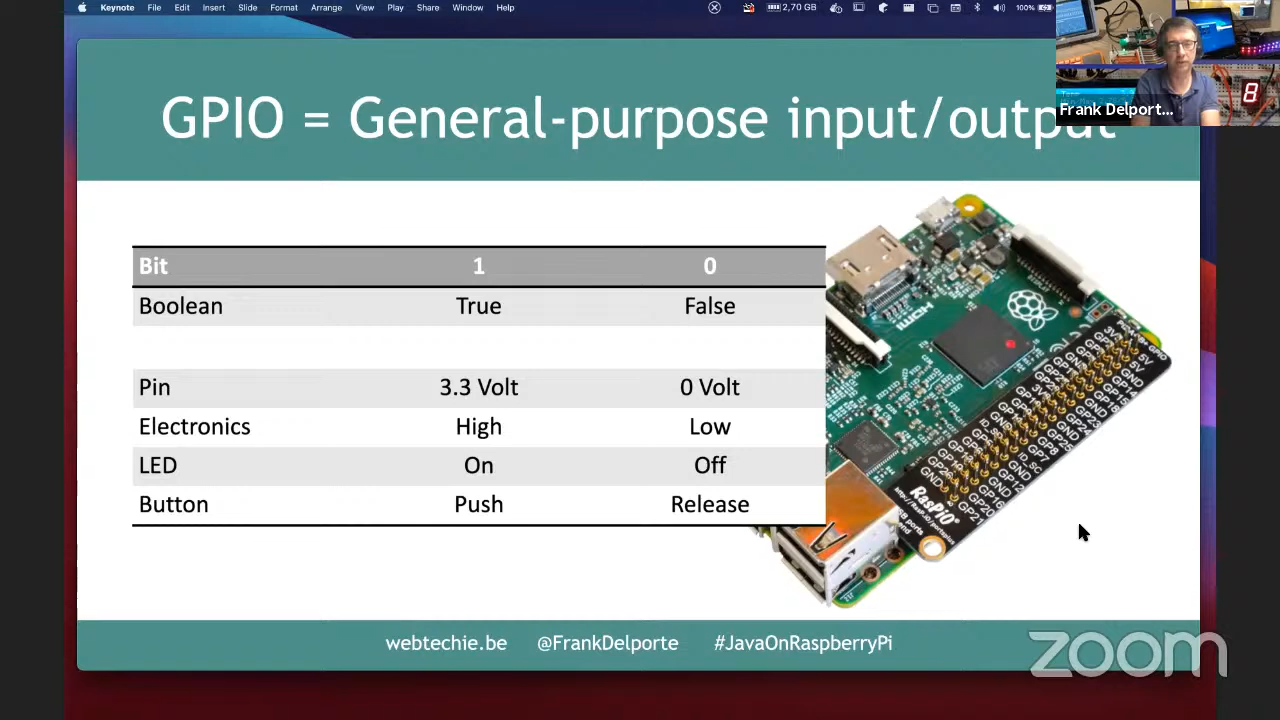 Keynote File Edit Insert Slide Format Arrange View Play Share Window Help 2,70 GB 100%
GPIO = General-purpose input/output
Frank Delport...
Bit 1 0
Boolean True False
Pin 3.3 Volt 0 Volt
Electronics High Low
LED On Off
Button Push Release
HDMI
RasPiO®
webtechie.be @FrankDelporte #JavaOnRaspberryPi
zoom